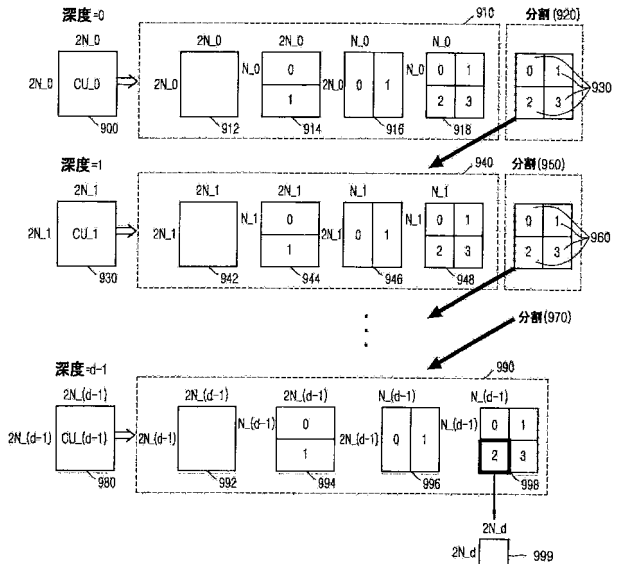 深度=0
910
分割(920)
2N_0
2N_0
2N_0
N_0
N_0
2N_0
CU_0
2N_0
N_0
0
1
2N_0
0
1
N_0
0
1
2
3
0
1
2
3
930
900
912
914
916
918
深度=1
940
分割(950)
2N_1
2N_1
2N_1
N_1
N_1
2N_1
CU_1
2N_1
N_1
0
1
2N_1
0
1
N_1
0
1
2
3
0
1
2
3
960
930
942
944
946
948
分割(970)
深度=d-1
990
2N_(d-1)
2N_(d-1)
2N_(d-1)
N_(d-1)
N_(d-1)
2N_(d-1)
CU_(d-1)
2N_(d-1)
N_(d-1)
0
1
2N_(d-1)
0
1
N_(d-1)
0
1
2
3
980
992
994
996
998
2N_d
2N_d
999